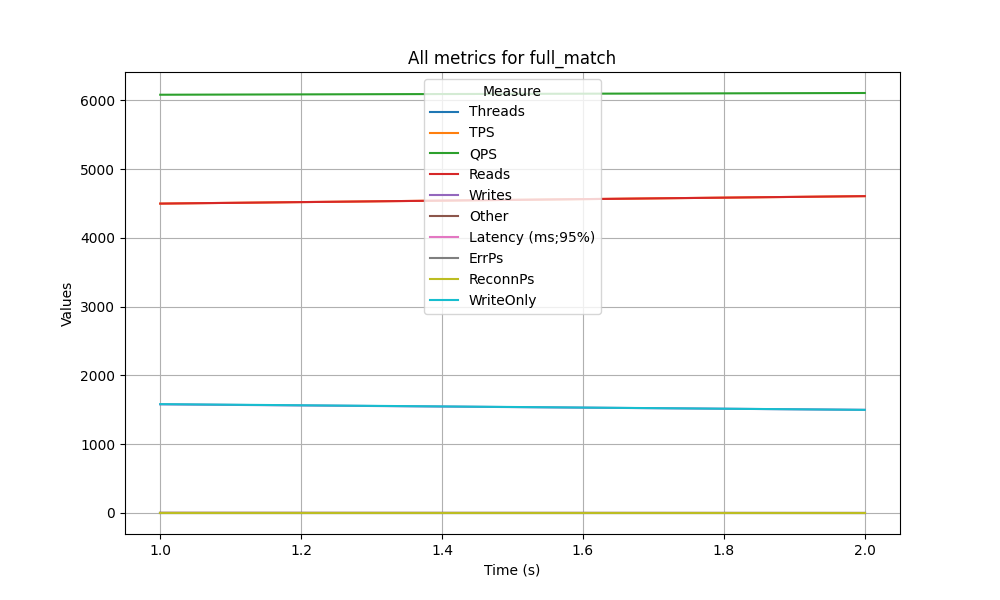 All metrics for full_match
Values
6000
5000
4000
3000
2000
1000
0
Measure
Threads
TPS
QPS
Reads
Writes
Other
Latency (ms;95%)
ErrPs
ReconnPs
WriteOnly
1.0 1.2 1.4 1.6 1.8 2.0
Time (s)